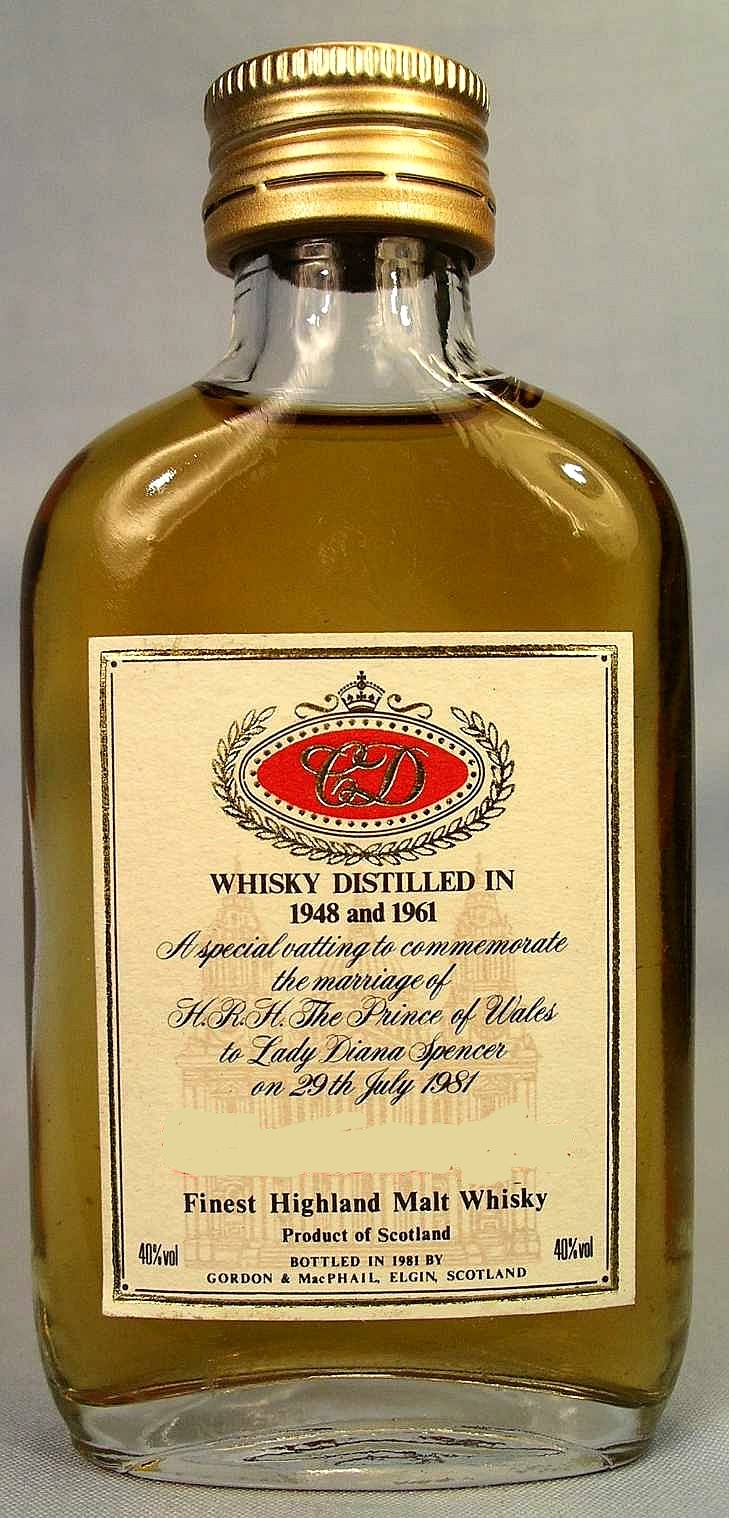 CD
WHISKY DISTILLED IN
1948 and 1961
A special vatting to commemorate
the marriage of
H.R.H. The Prince of Wales
to Lady Diana Spencer
on 29th July 1981
Finest Highland Malt Whisky
Product of Scotland
40%vol
40%vol
BOTTLED IN 1981 BY
GORDON & MACPHAIL, ELGIN, SCOTLAND